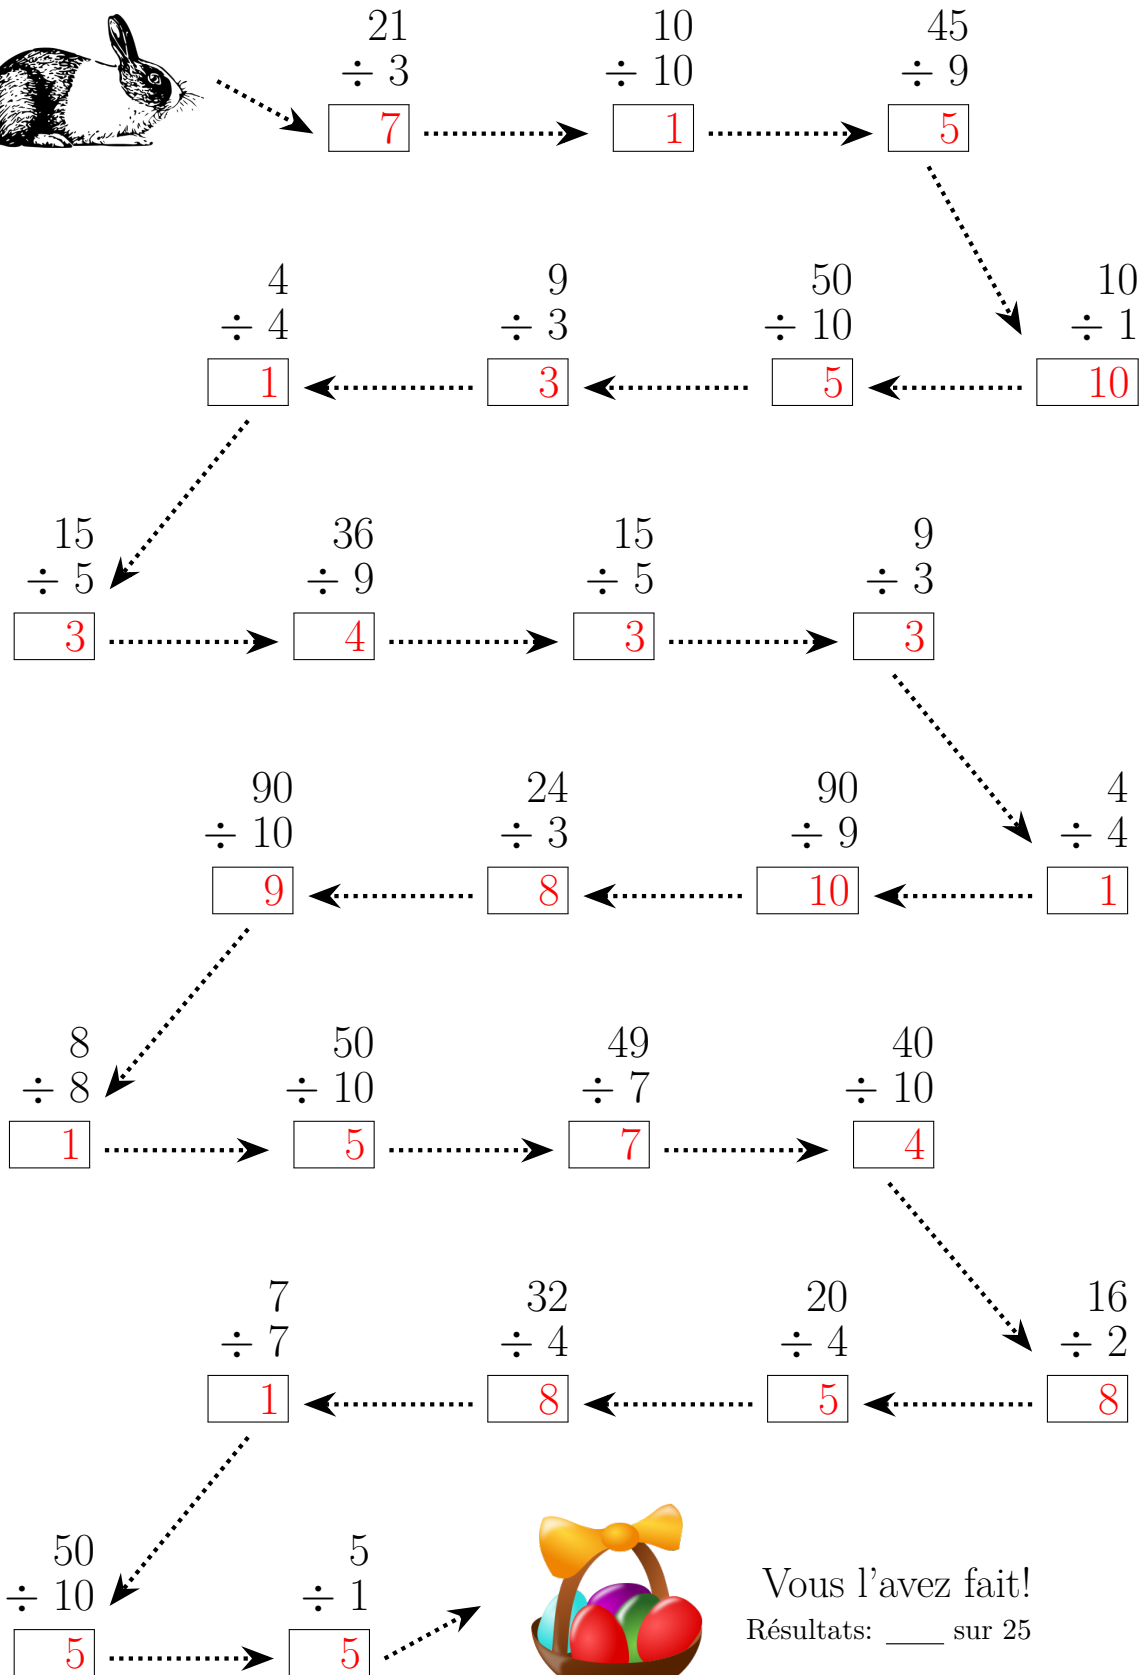 21 10 45
÷ 3 ÷ 10 ÷ 9
7 1 5
4 9 50 10
÷ 4 ÷ 3 ÷ 10 ÷ 1
1 3 5 10
15 36 15 9
÷ 5 ÷ 9 ÷ 5 ÷ 3
3 4 3 3
90 24 90 4
÷ 10 ÷ 3 ÷ 9 ÷ 4
9 8 10 1
8 50 49 40
÷ 8 ÷ 10 ÷ 7 ÷ 10
1 5 7 4
7 32 20 16
÷ 7 ÷ 4 ÷ 4 ÷ 2
1 8 5 8
50 5
÷ 10 ÷ 1
5 5
Vous l'avez fait!
Résultats: ____ sur 25